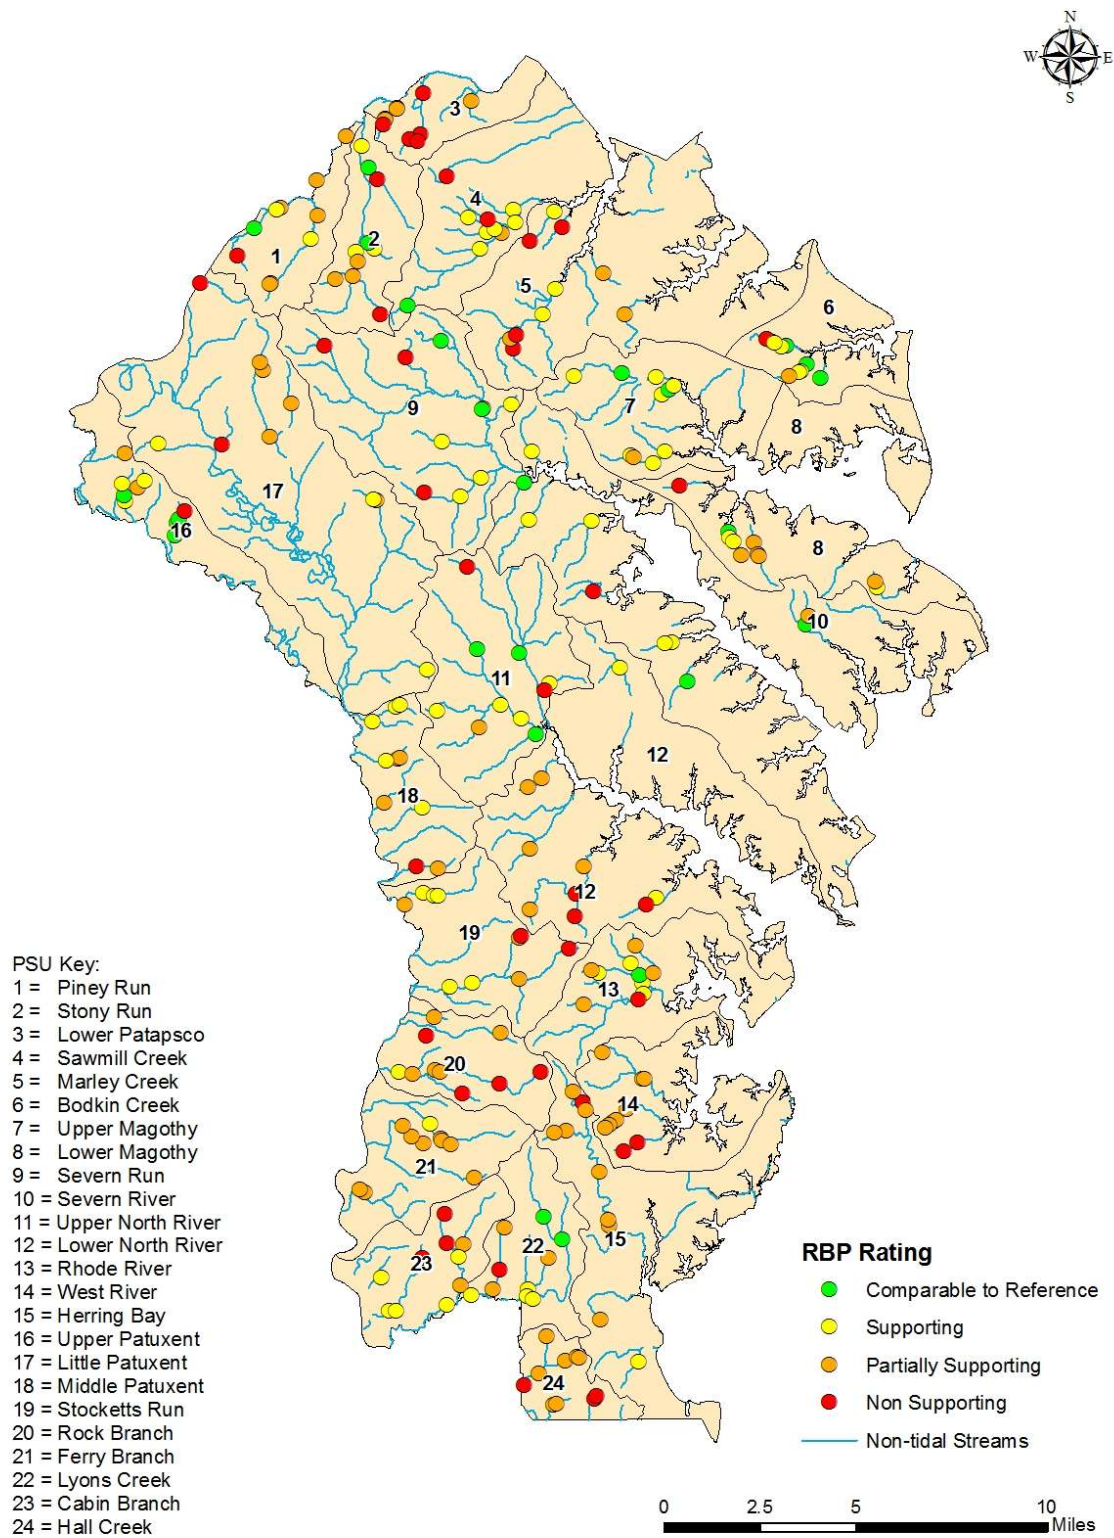 N
W E
S
3
4
2
1
5
6
7
8
9
17
16
8
10
11
12
18
12
19
13
20
14
21
22
15
23
24
PSU Key:
1 = Piney Run
2 = Stony Run
3 = Lower Patapsco
4 = Sawmill Creek
5 = Marley Creek
6 = Bodkin Creek
7 = Upper Magothy
8 = Lower Magothy
9 = Severn Run
10 = Severn River
11 = Upper North River
12 = Lower North River
13 = Rhode River
14 = West River
15 = Herring Bay
16 = Upper Patuxent
17 = Little Patuxent
18 = Middle Patuxent
19 = Stocketts Run
20 = Rock Branch
21 = Ferry Branch
22 = Lyons Creek
23 = Cabin Branch
24 = Hall Creek
RBP Rating
Comparable to Reference
Supporting
Partially Supporting
Non Supporting
Non-tidal Streams
0 2.5 5 10
Miles